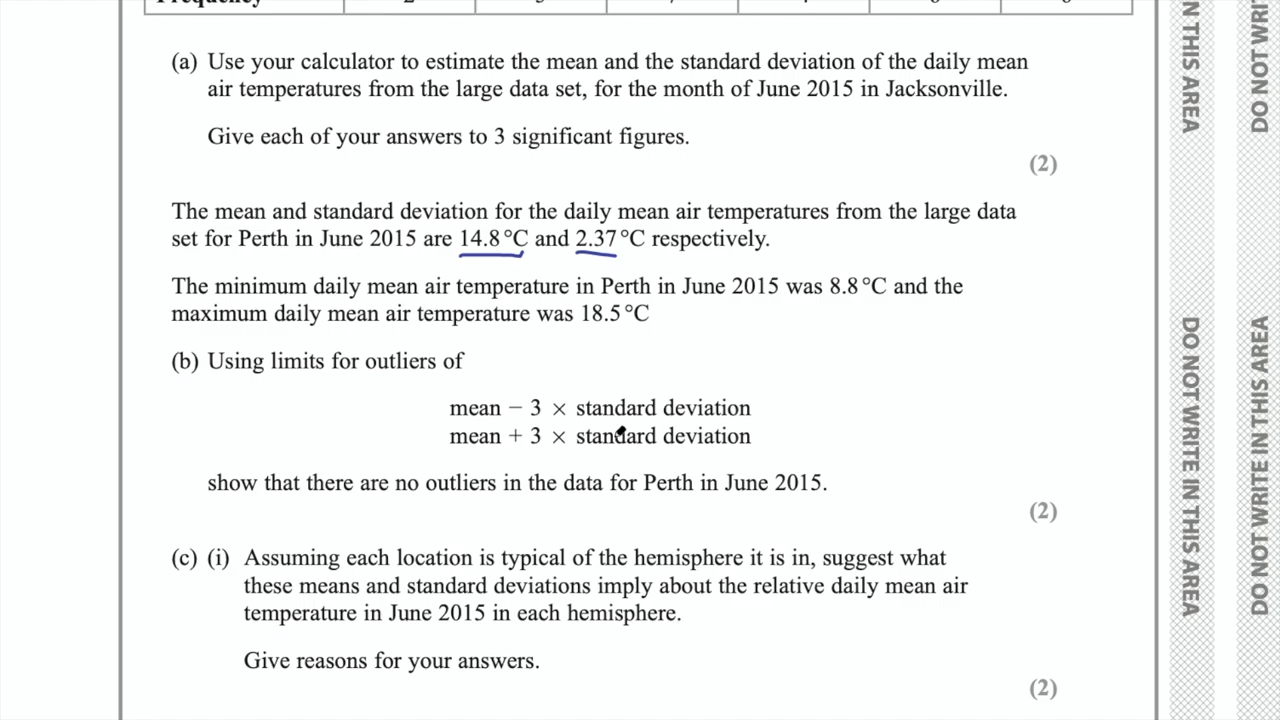 Frequency
(a) Use your calculator to estimate the mean and the standard deviation of the daily mean
air temperatures from the large data set, for the month of June 2015 in Jacksonville.
Give each of your answers to 3 significant figures.
(2)
The mean and standard deviation for the daily mean air temperatures from the large data
set for Perth in June 2015 are 14.8 °C and 2.37 °C respectively.
The minimum daily mean air temperature in Perth in June 2015 was 8.8 °C and the
maximum daily mean air temperature was 18.5 °C
(b) Using limits for outliers of
mean − 3 × standard deviation
mean + 3 × standard deviation
show that there are no outliers in the data for Perth in June 2015.
(2)
(c) (i) Assuming each location is typical of the hemisphere it is in, suggest what
these means and standard deviations imply about the relative daily mean air
temperature in June 2015 in each hemisphere.
Give reasons for your answers.
(2)
N THIS AREA
DO NOT WRITE IN THIS AREA
DO NOT WRI
DO NOT WRITE IN THIS AREA